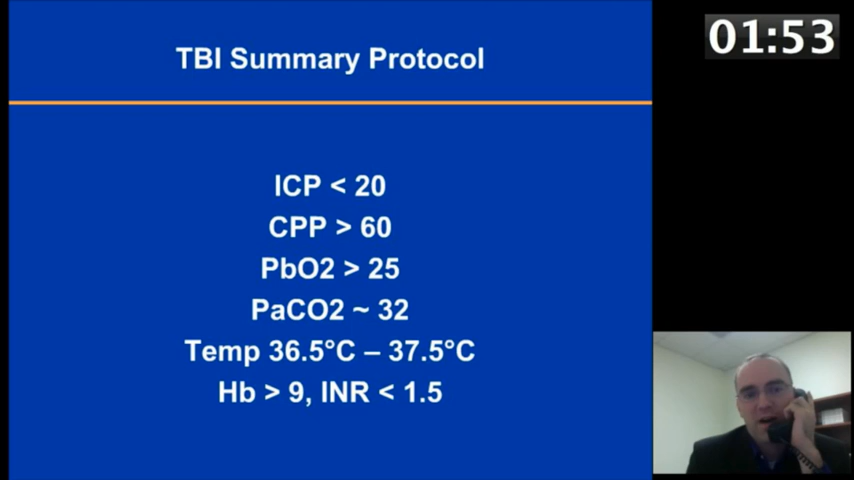 TBI Summary Protocol
01:53
ICP < 20
CPP > 60
PbO2 > 25
PaCO2 ~ 32
Temp 36.5°C – 37.5°C
Hb > 9, INR < 1.5